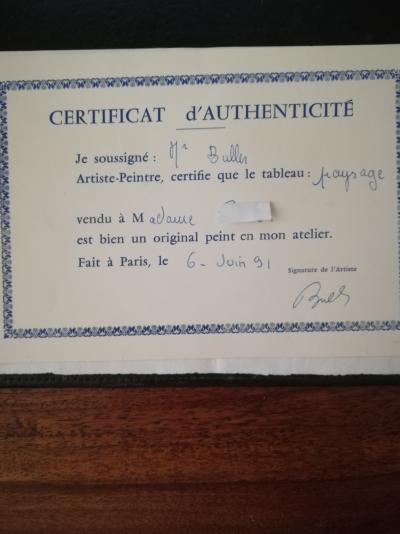 CERTIFICAT d'AUTHENTICITÉ
Je soussigné : Mr Buller
Artiste-Peintre, certifie que le tableau : paysage
vendu à Madame
est bien un original peint en mon atelier.
Fait à Paris, le 6 - Juin 91
Signature de l'Artiste